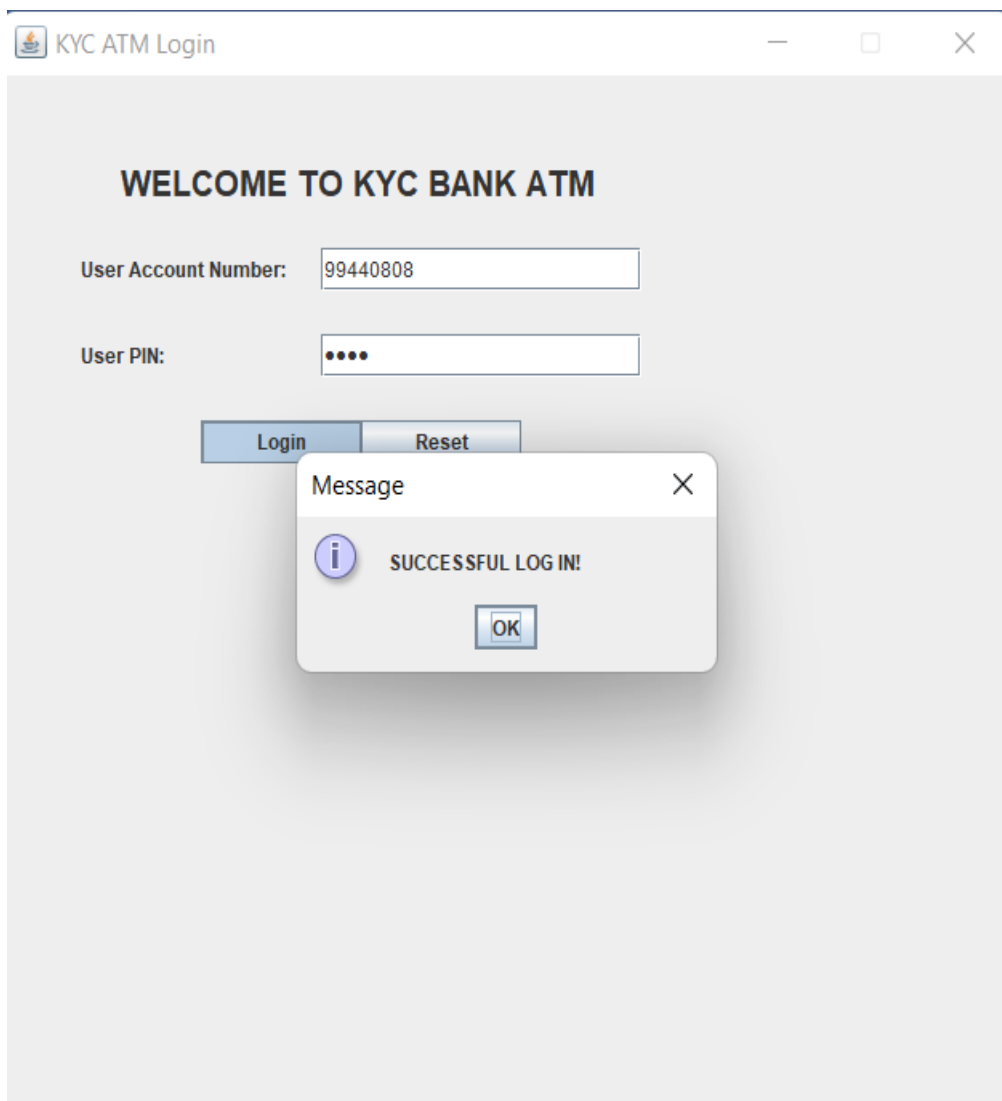 KYC ATM Login
WELCOME TO KYC BANK ATM
User Account Number: 99440808
User PIN: ••••
Login Reset
Message
i SUCCESSFUL LOG IN!
OK